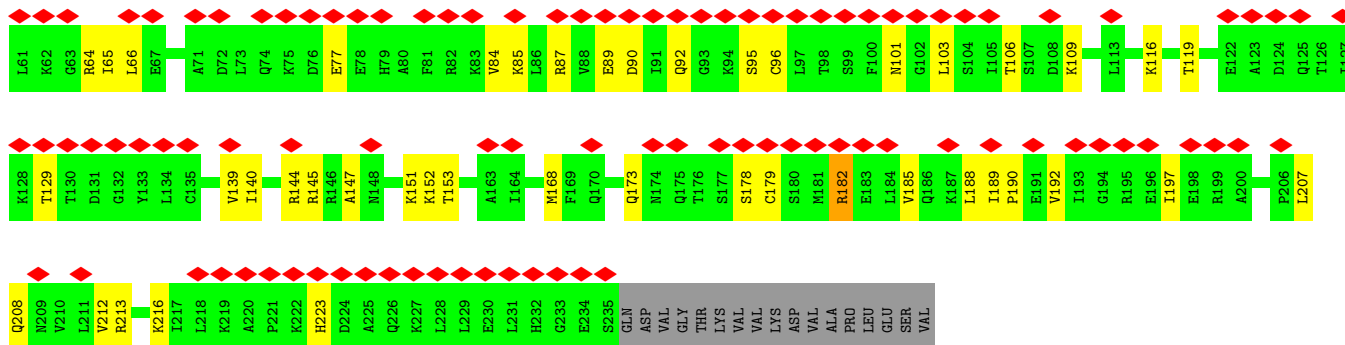 L61 K62 G63 R64 I65 L66 E67 A71 D72 L73 Q74 K75 D76 E77 E78 H79 A80 F81 R82 K83 V84 K85 L86 R87 V88 E89 D90 I91 Q92 G93 K94 S95 C96 L97 T98 S99 F100 N101 G102 L103 S104 I105 T106 S107 D108 K109 L113 K116 T119 E122 A123 D124 Q125 T126
K128 T129 T130 D131 G132 Y133 L134 C135 V139 I140 R144 R145 R146 A147 N148 K151 K152 T153 A163 I164 M168 F169 Q170 Q173 N174 Q175 T176 S177 S178 C179 S180 M181 R182 E183 L184 V185 Q186 K187 L188 I189 P190 E191 V192 I193 G194 R195 E196 I197 E198 R199 A200 P206 L207
Q208 N209 V210 L211 V212 R213 K216 I217 L218 K219 A220 P221 K222 H223 D224 A225 Q226 K227 L228 L229 E230 L231 H232 G233 E234 S235 GLN ASP VAL GLY THR LYS VAL VAL LYS ASP VAL ALA PRO LEU GLU SER VAL